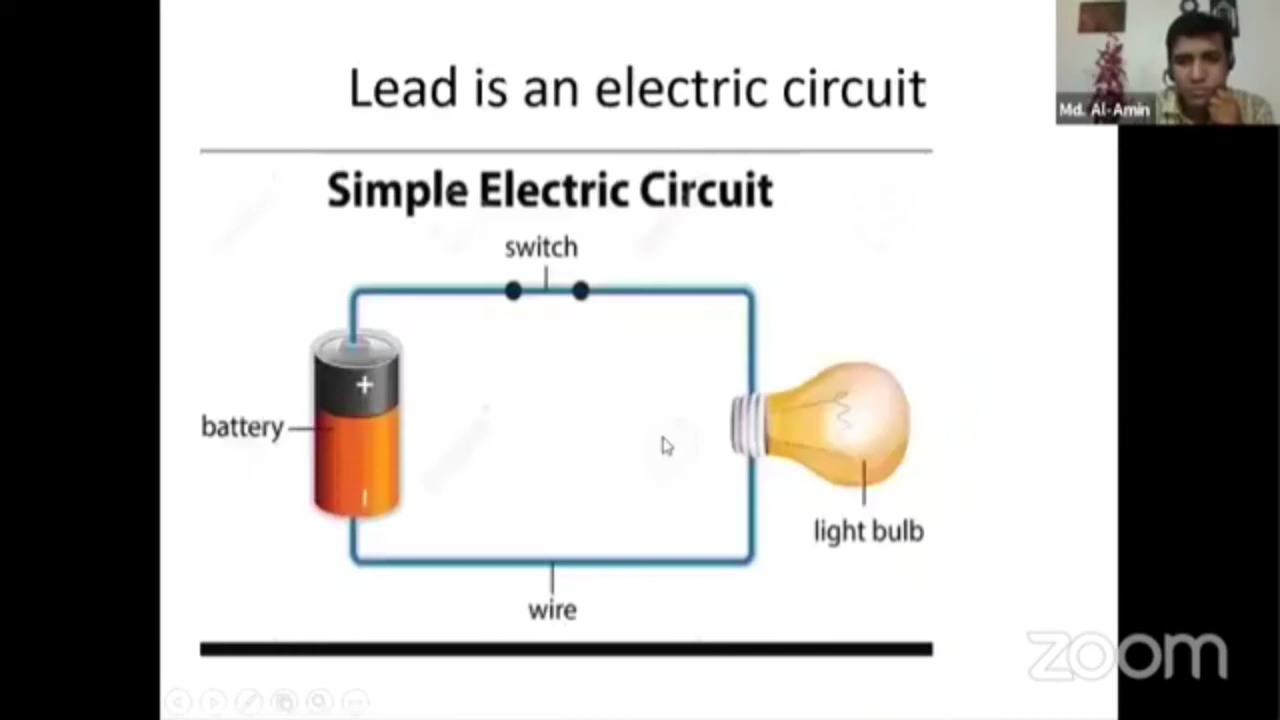 Lead is an electric circuit
Md. Al-Amin
Simple Electric Circuit
switch
+
battery
light bulb
wire
zoom